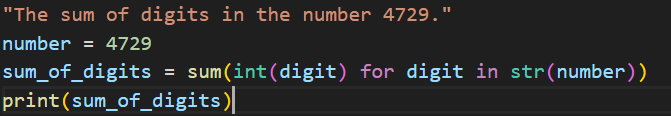 "The sum of digits in the number 4729."
number = 4729
sum_of_digits = sum(int(digit) for digit in str(number))
print(sum_of_digits)